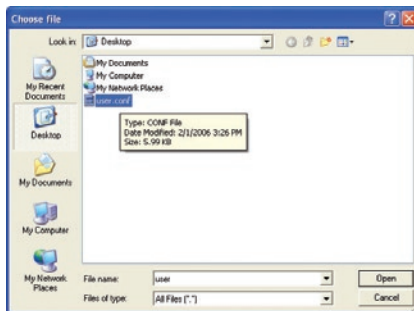 Choose file
Look in:
Desktop
My Recent Documents
Desktop
My Documents
My Computer
My Network Places
My Documents
My Computer
My Network Places
user.conf
Type: CONF File
Date Modified: 2/1/2006 3:26 PM
Size: 5.99 KB
File name:
user
Open
Files of type:
All Files (*.*)
Cancel